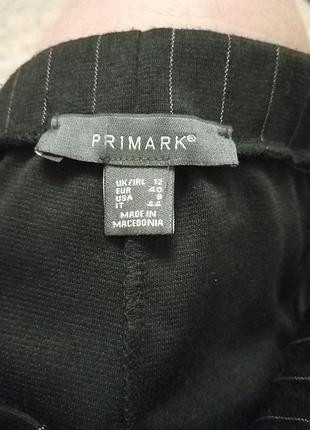 PRIMARK®
UK/IRL 12
EUR 40
USA 8
IT 44
MADE IN
MACEDONIA